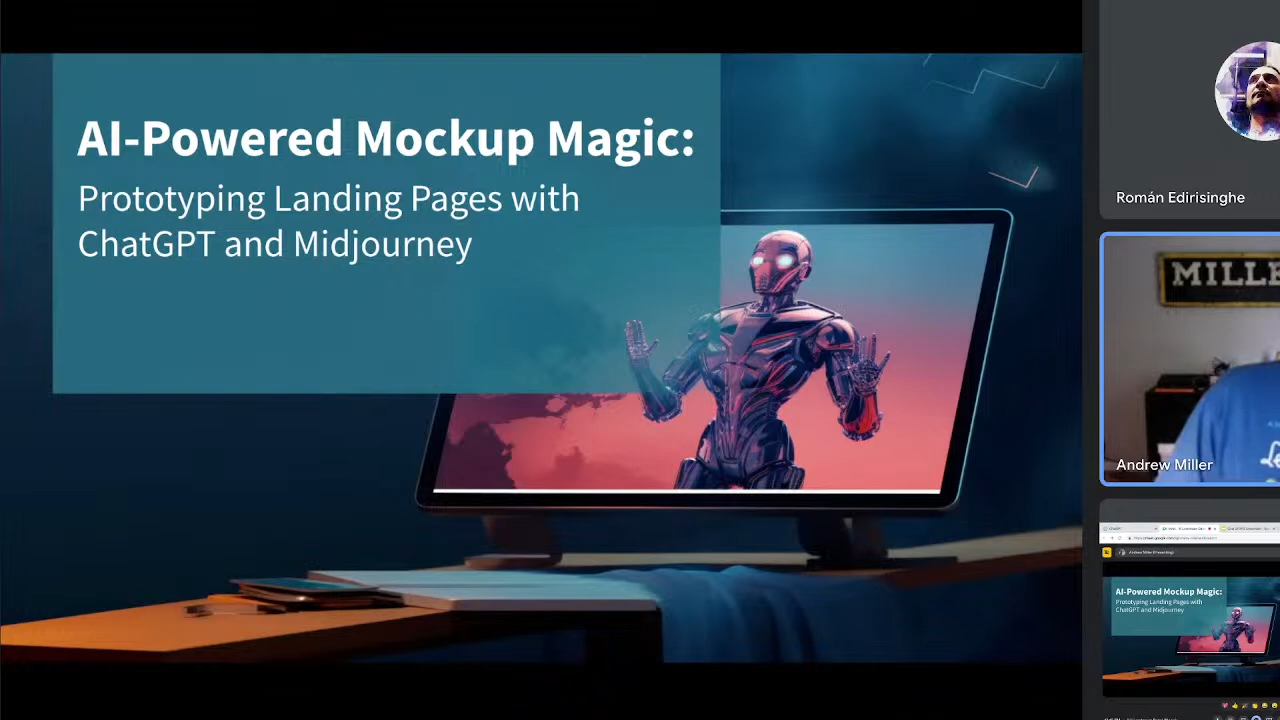 AI-Powered Mockup Magic:
Prototyping Landing Pages with
ChatGPT and Midjourney
Román Edirisinghe
MILLE
Andrew Miller
AI-Powered Mockup Magic:
Prototyping Landing Pages with
ChatGPT and Midjourney